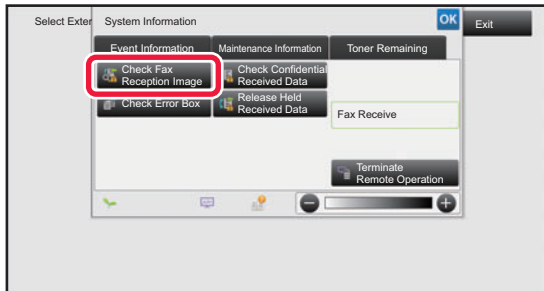 Select Exter
System Information
OK
Exit
Event Information
Maintenance Information
Toner Remaining
Check Fax
Reception Image
Check Confidential
Received Data
Check Error Box
Release Held
Received Data
Fax Receive
Terminate
Remote Operation